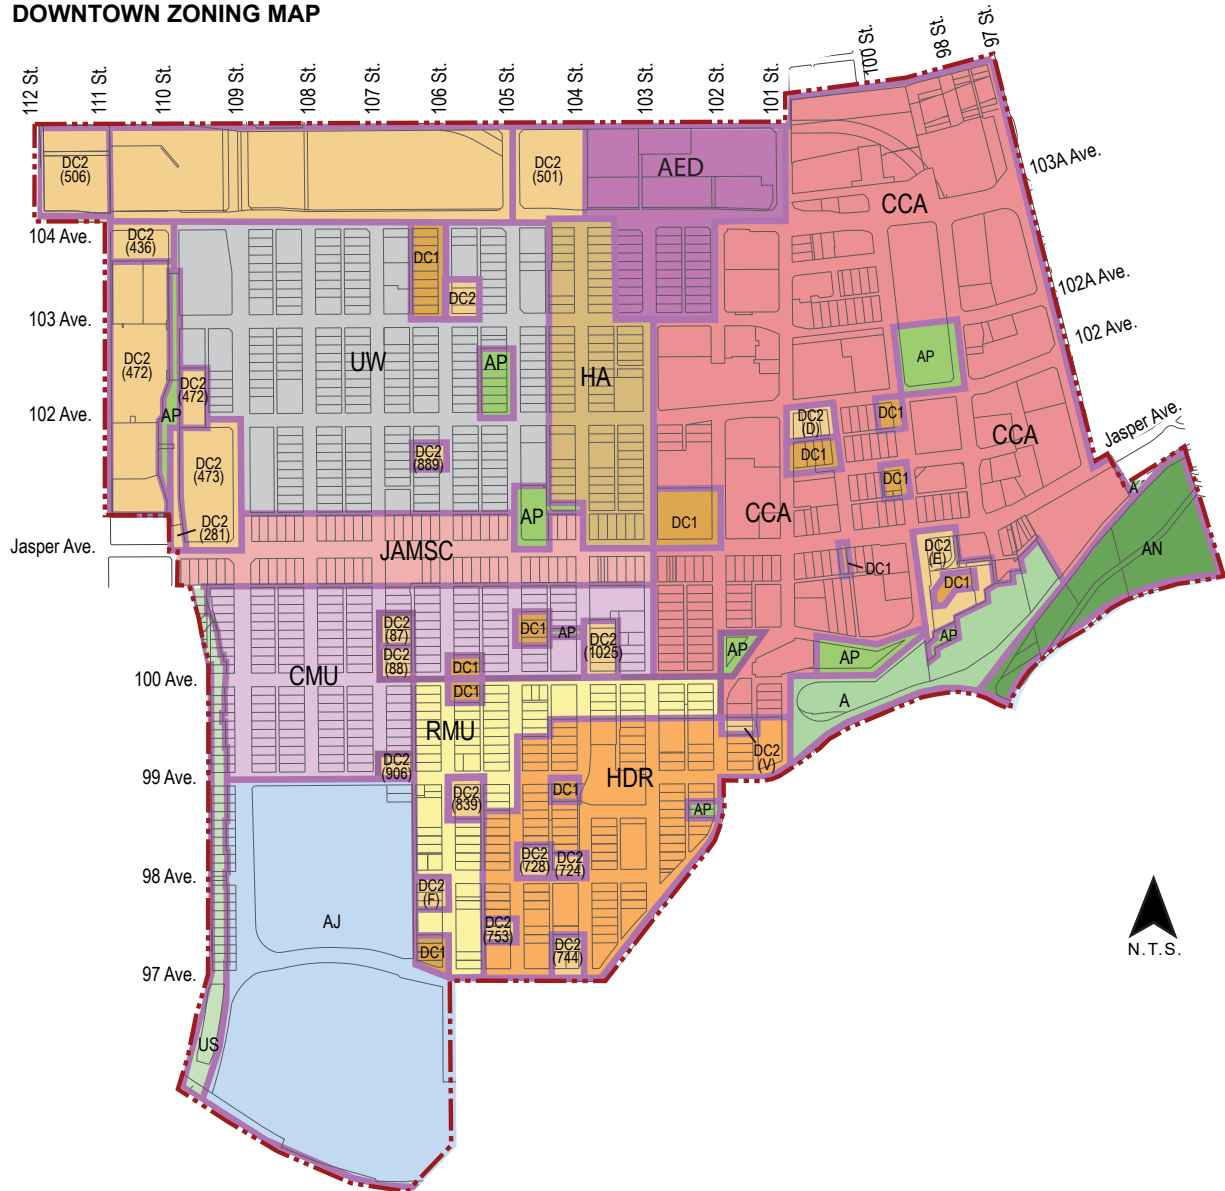 DOWNTOWN ZONING MAP
112 St.
111 St.
110 St.
109 St.
108 St.
107 St.
106 St.
105 St.
104 St.
103 St.
102 St.
101 St.
101 St.
98 St.
97 St.
DC2
(506)
DC2
(501)
AED
103A Ave.
CCA
104 Ave.
DC2
(436)
DC1
DC2
102A Ave.
103 Ave.
102 Ave.
DC2
(472)
UW
AP
HA
AP
DC2
(472)
AP
102 Ave.
DC2
(D)
DC1
CCA
Jasper Ave.
DC2
(889)
DC1
DC2
(473)
DC1
A
AP
DC1
CCA
DC2
(281)
Jasper Ave.
JAMSC
DC2
(E)
AN
DC1
DC1
DC2
(87)
DC1
AP
DC2
(1025)
AP
AP
AP
DC2
(88)
DC1
CMU
100 Ave.
DC1
A
RMU
DC2
(V)
DC2
(906)
99 Ave.
HDR
DC2
(839)
DC1
AP
DC2
(728)
DC2
(724)
98 Ave.
DC2
(F)
AJ
DC2
(753)
DC1
DC2
(744)
97 Ave.
N.T.S.
US